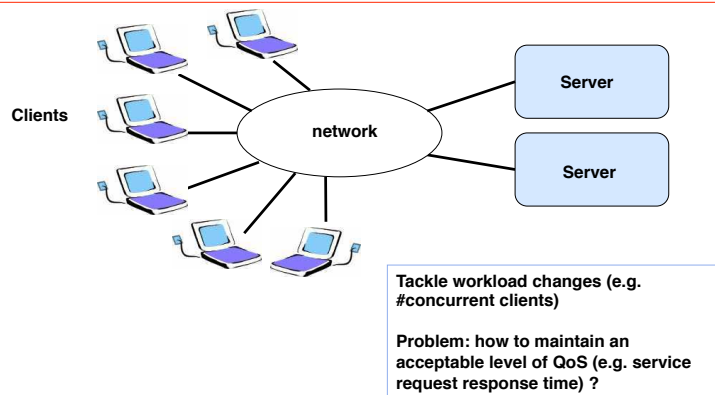 Server
Clients
network
Server
Tackle workload changes (e.g.
#concurrent clients)
Problem: how to maintain an
acceptable level of QoS (e.g. service
request response time) ?